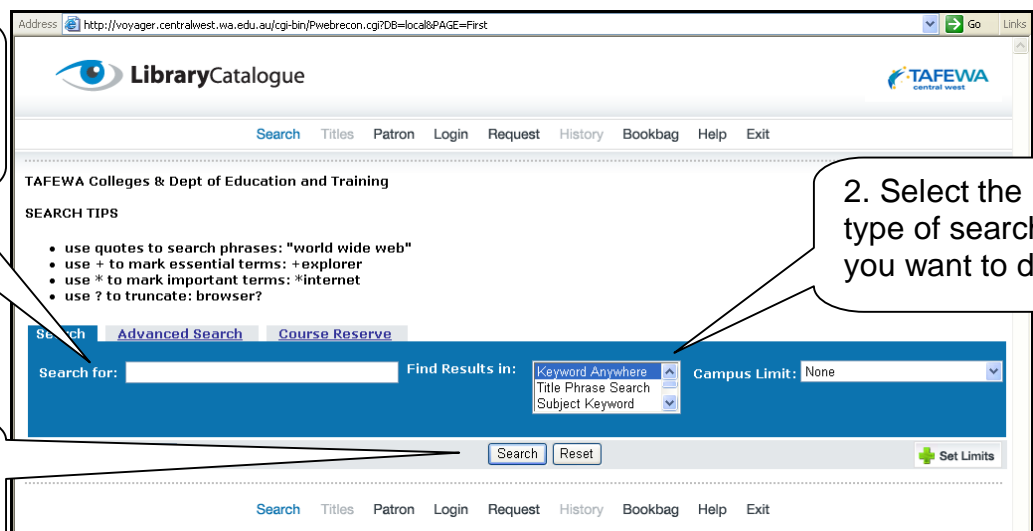 Address http://voyager.centralwest.wa.edu.au/cgi-bin/Pwebrecon.cgi?DB=local&PAGE=First Go Links
LibraryCatalogue
TAFEWA
central west
Search Titles Patron Login Request History Bookbag Help Exit
TAFEWA Colleges & Dept of Education and Training
SEARCH TIPS
• use quotes to search phrases: "world wide web"
• use + to mark essential terms: +explorer
• use * to mark important terms: *internet
• use ? to truncate: browser?
2. Select the
type of search
you want to d
Search Advanced Search Course Reserve
Search for: Find Results in: Keyword Anywhere Campus Limit: None
Title Phrase Search
Subject Keyword
Search Reset Set Limits
Search Titles Patron Login Request History Bookbag Help Exit